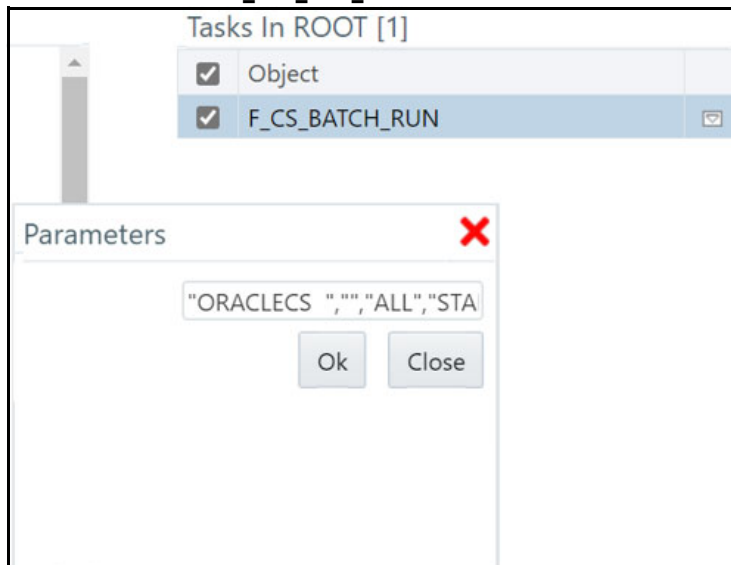 Tasks In ROOT [1]
Object
F_CS_BATCH_RUN
Parameters
"ORACLECS ","","ALL","STA
Ok Close